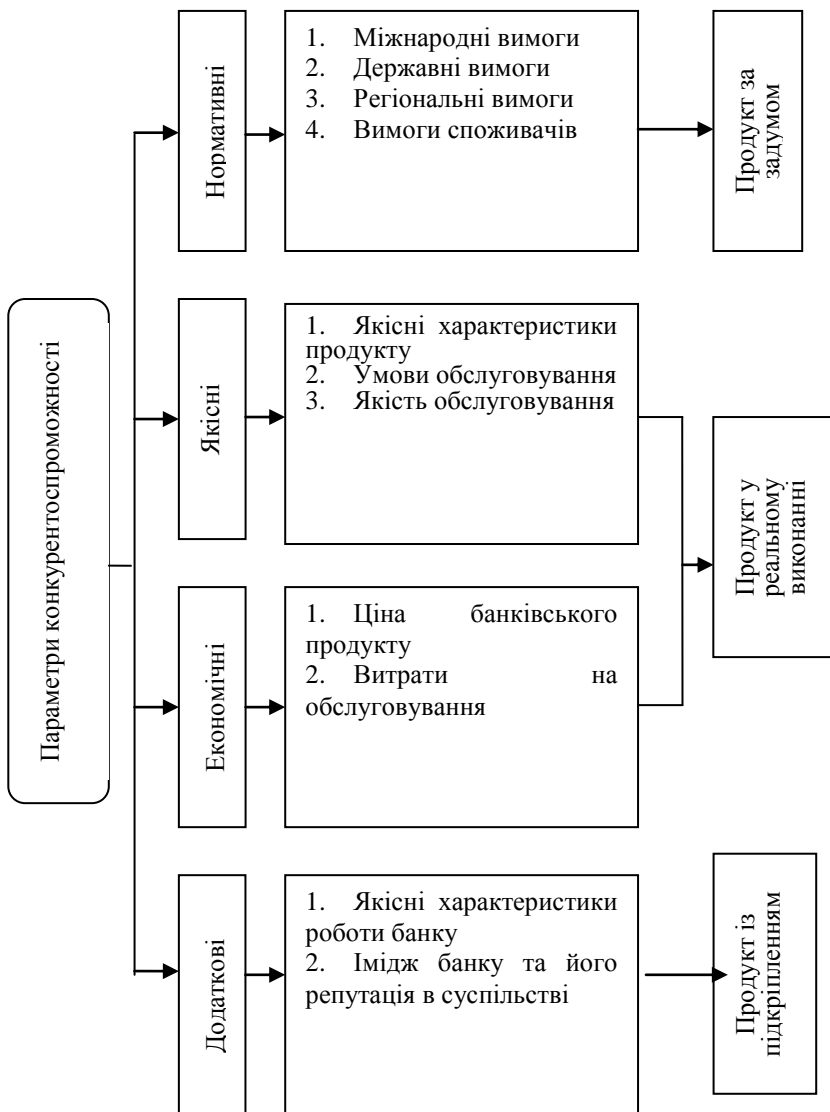 Параметри конкурентоспроможності
Нормативні
1. Міжнародні вимоги
2. Державні вимоги
3. Регіональні вимоги
4. Вимоги споживачів
Продукт за
задумом
Якісні
1. Якісні характеристики
продукту
2. Умови обслуговування
3. Якість обслуговування
Економічні
1. Ціна банківського
продукту
2. Витрати на
обслуговування
Продукт у
реальному
виконанні
Додаткові
1. Якісні характеристики
роботи банку
2. Імідж банку та його
репутація в суспільстві
Продукт із
підкріпленням